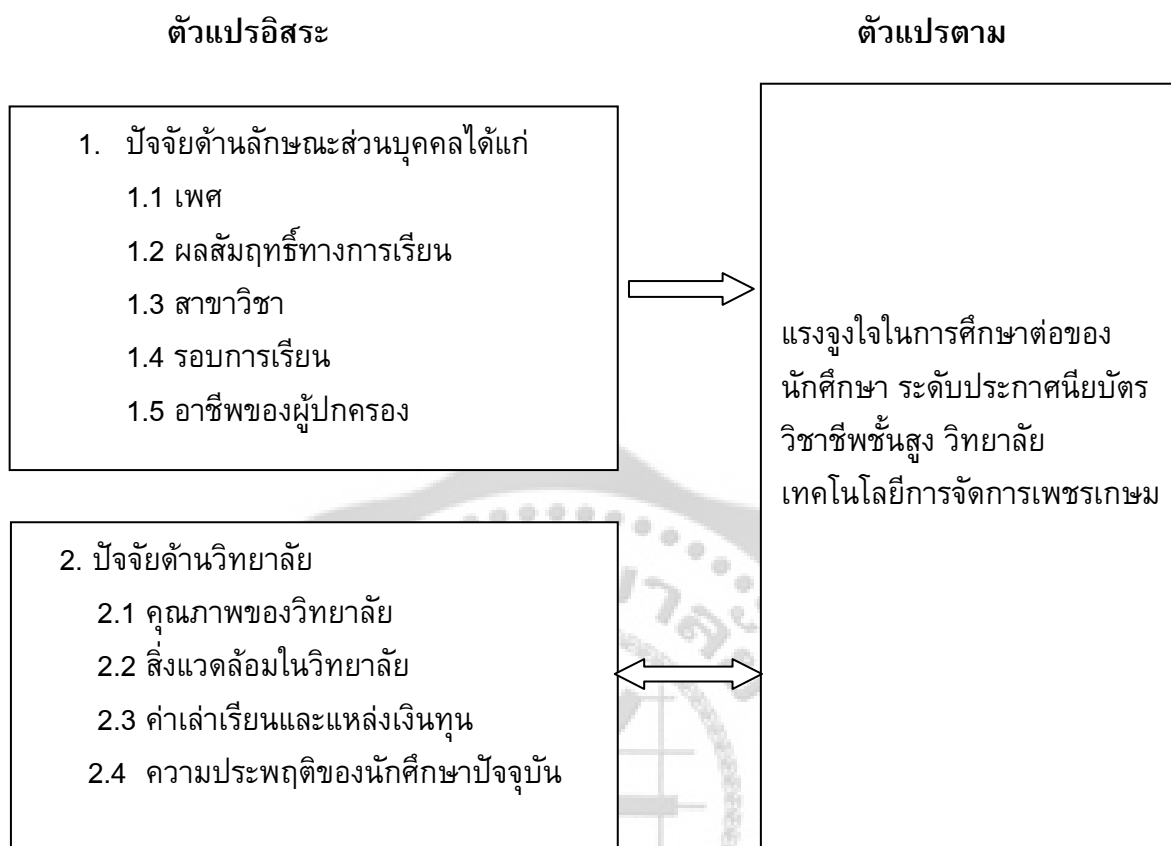 ตัวแปรอิสระ
ตัวแปรตาม
1. ปัจจัยด้านลักษณะส่วนบุคคลได้แก่
1.1 เพศ
1.2 ผลสัมฤทธิ์ทางการเรียน
1.3 สาขาวิชา
1.4 รอบการเรียน
1.5 อาชีพของผู้ปกครอง
2. ปัจจัยด้านวิทยาลัย
2.1 คุณภาพของวิทยาลัย
2.2 สิ่งแวดล้อมในวิทยาลัย
2.3 ค่าเล่าเรียนและแหล่งเงินทุน
2.4 ความประพฤติของนักศึกษาปัจจุบัน
แรงจูงใจในการศึกษาต่อของ
นักศึกษา ระดับประกาศนียบัตร
วิชาชีพชั้นสูง วิทยาลัย
เทคโนโลยีการจัดการเพชรเกษม